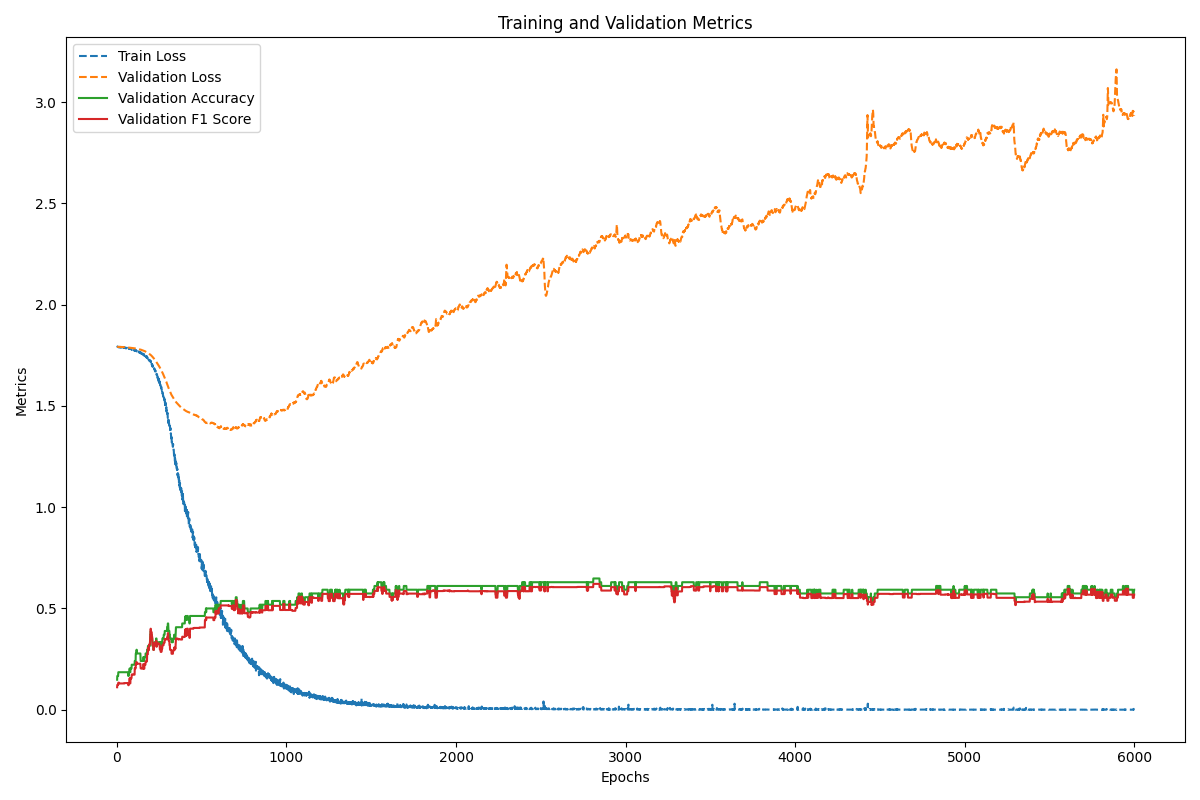 Training and Validation Metrics
Train Loss
Validation Loss
Validation Accuracy
Validation F1 Score
3.0
2.5
2.0
1.5
1.0
0.5
0.0
Metrics
0 1000 2000 3000 4000 5000 6000
Epochs